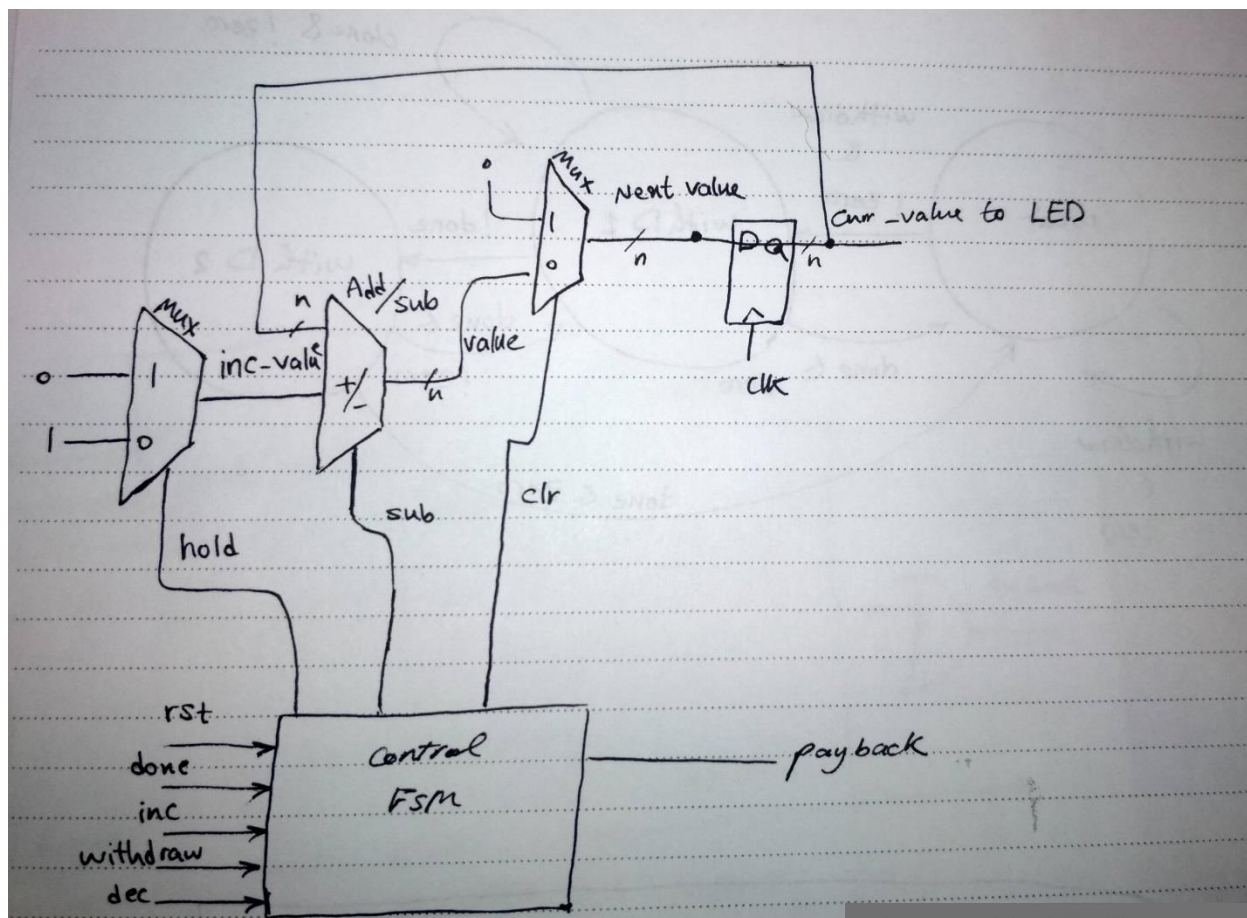 0
Mux
Next value
1
Curr_value to LED
n
D Q
n
0
n
Add/sub
Mux
value
inc-value
clk
0
1
+/-
n
1
0
clr
sub
hold
rst
done
control
FSM
payback
inc
withdraw
dec